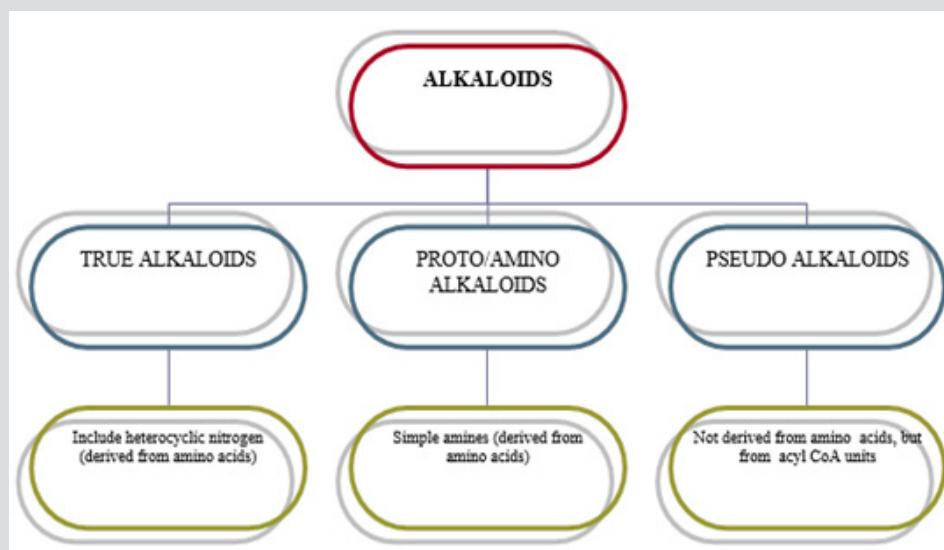 ALKALOIDS
TRUE ALKALOIDS
PROTO/AMINO
ALKALOIDS
PSEUDO ALKALOIDS
Include heterocyclic nitrogen
(derived from amino acids)
Simple amines (derived from
amino acids)
Not derived from amino acids, but
from acyl CoA units